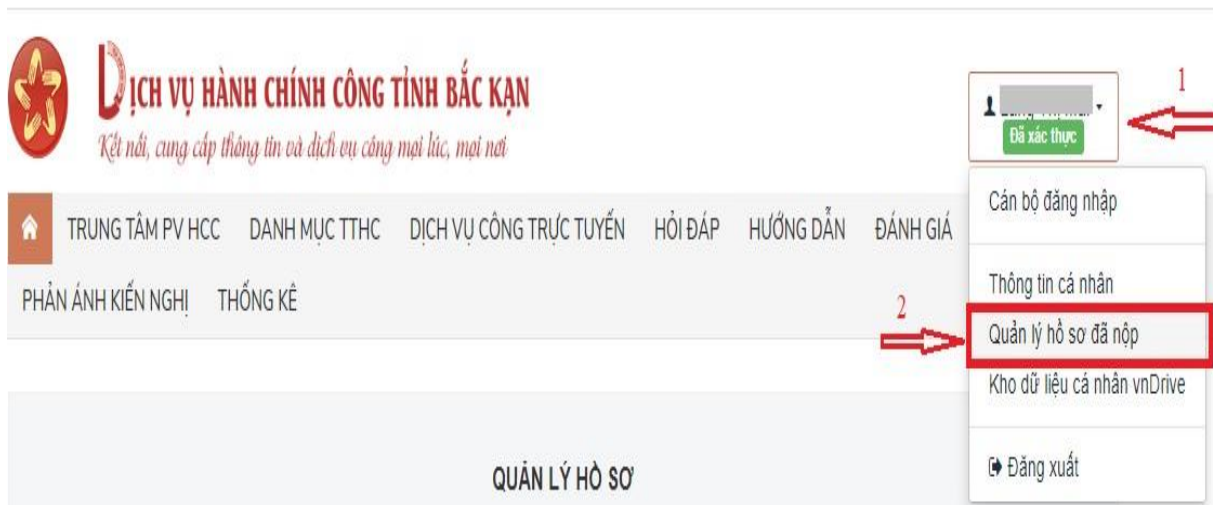 DỊCH VỤ HÀNH CHÍNH CÔNG TỈNH BẮC KẠN
Kết nối, cung cấp thông tin và dịch vụ công mọi lúc, mọi nơi
1
Đã xác thực
Cán bộ đăng nhập
TRUNG TÂM PV HCC DANH MỤC TTHC DỊCH VỤ CÔNG TRỰC TUYẾN HỎI ĐÁP HƯỚNG DẪN ĐÁNH GIÁ
PHẢN ÁNH KIẾN NGHỊ THỐNG KÊ
Thông tin cá nhân
2
Quản lý hồ sơ đã nộp
Kho dữ liệu cá nhân vnDrive
Đăng xuất
QUẢN LÝ HỒ SƠ